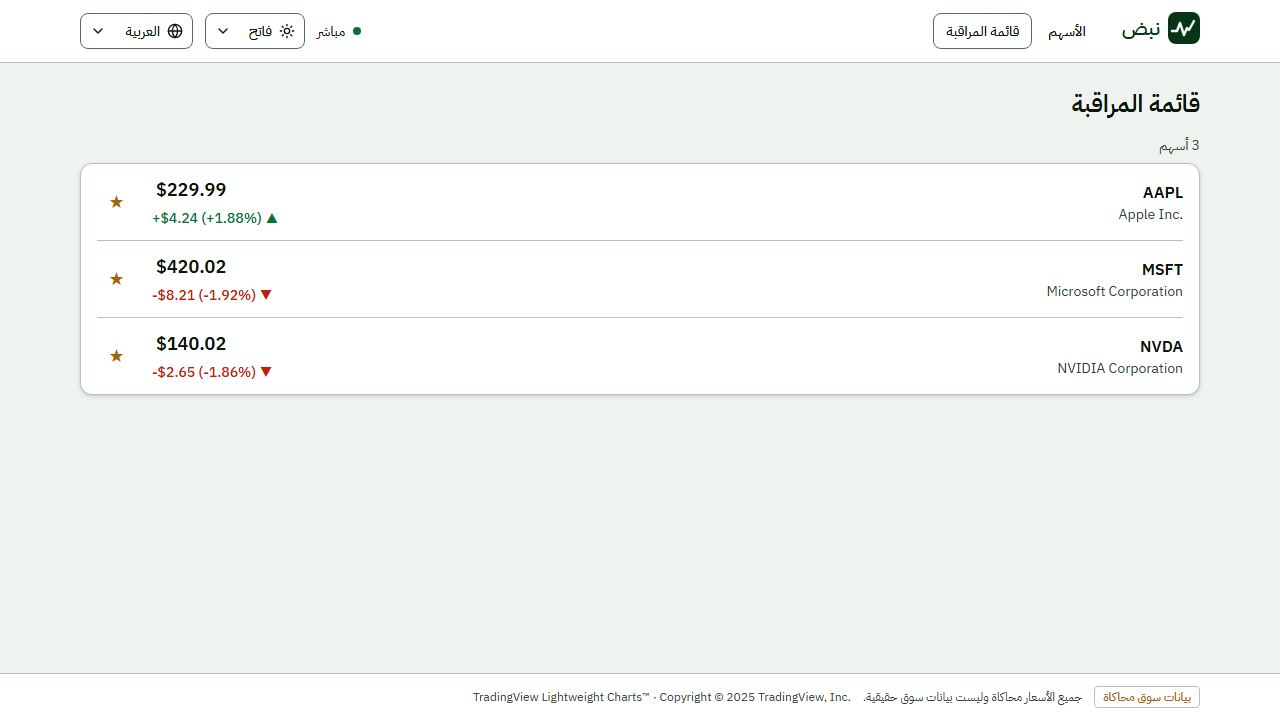 نبض
الأسهم
قائمة المراقبة
مباشر
فاتح
العربية
قائمة المراقبة
3 أسهم
AAPL
Apple Inc.
$229.99
+$4.24 (+1.88%) ▲
★
MSFT
Microsoft Corporation
$420.02
-$8.21 (-1.92%) ▼
★
NVDA
NVIDIA Corporation
$140.02
-$2.65 (-1.86%) ▼
★
بيانات سوق محاكاة
جميع الأسعار محاكاة وليست بيانات سوق حقيقية.
TradingView Lightweight Charts™ · Copyright © 2025 TradingView, Inc.